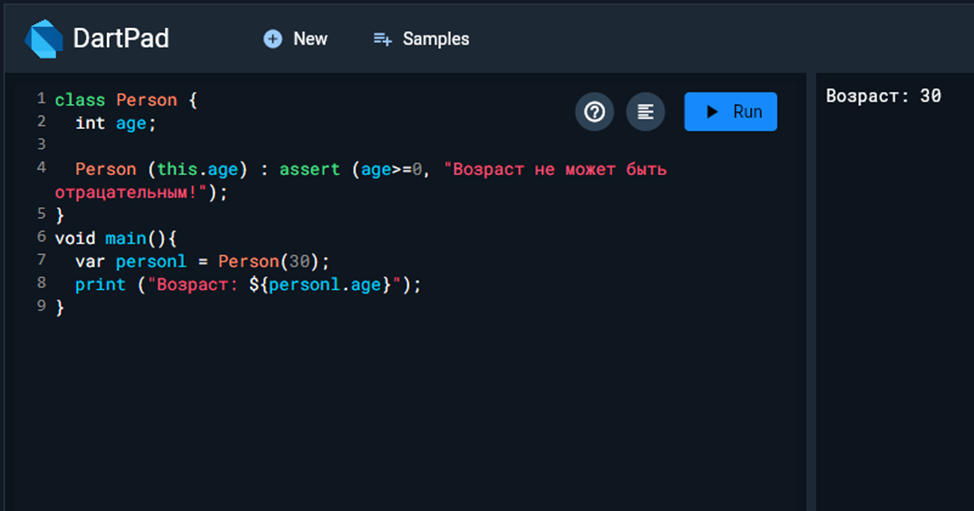 DartPad
New
Samples
Run
1 class Person {
2 int age;
3
4 Person (this.age) : assert (age>=0, "Возраст не может быть
отрацательным!");
5 }
6 void main(){
7 var personl = Person(30);
8 print ("Возраст: ${personl.age}");
9 }
Возраст: 30